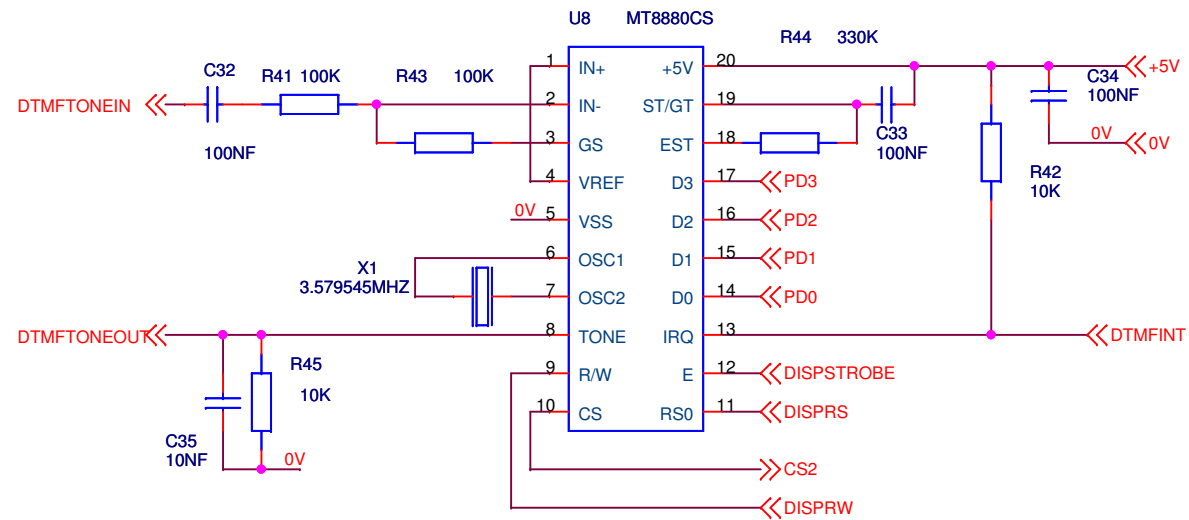 U8 MT8880CS
R44 330K
C32
R41 100K
R43 100K
DTMFTONEIN
100NF
1 IN+
2 IN-
3 GS
4 VREF
0V 5 VSS
6 OSC1
7 OSC2
8 TONE
9 R/W
10 CS
+5V 20
ST/GT 19
EST 18
D3 17 PD3
D2 16 PD2
D1 15 PD1
D0 14 PD0
IRQ 13
E 12 DISPSTROBE
RS0 11 DISPRS
+5V
C34
100NF
0V 0V
C33
100NF
R42
10K
DTMFINT
X1
3.579545MHZ
DTMFTONEOUT
R45
10K
C35
10NF
0V
CS2
DISPRW